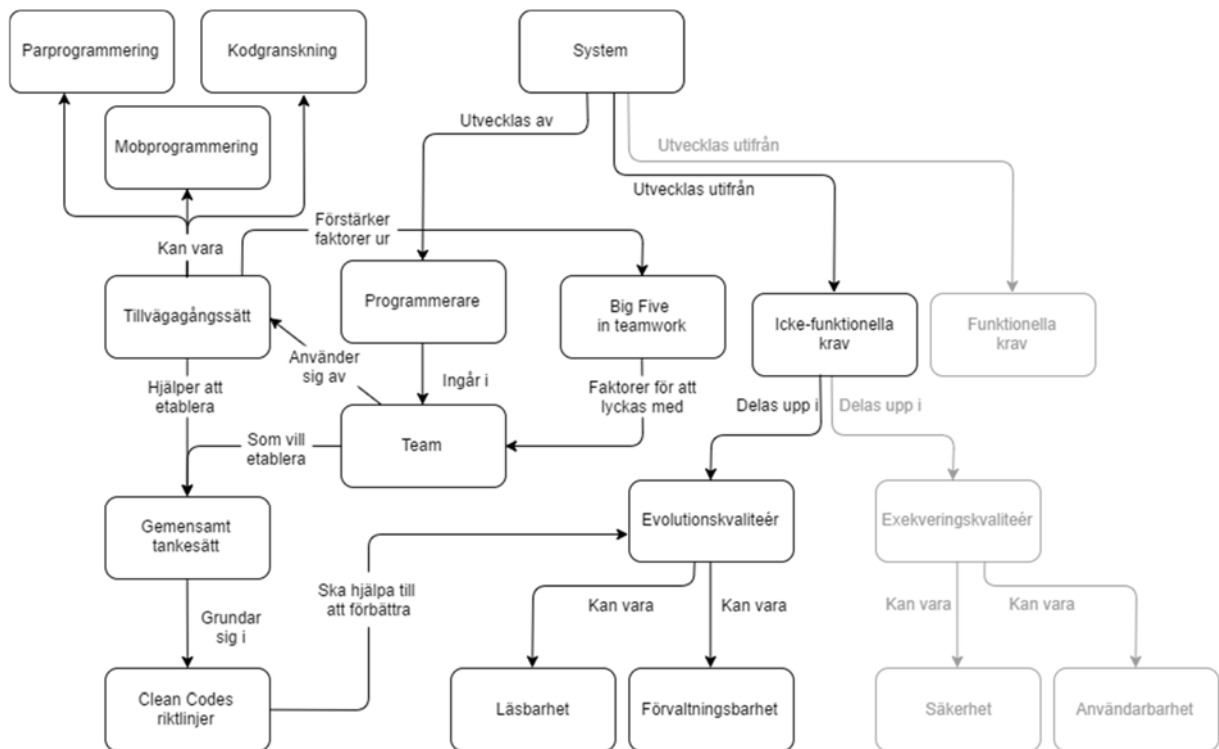 Parprogrammering
Kodgranskning
System
Mobprogrammering
Utvecklas av
Utvecklas utifrån
Utvecklas utifrån
Kan vara
Förstärker
faktorer ur
Tillvägagångssätt
Programmerare
Big Five
in teamwork
Icke-funktionella
krav
Funktionella
krav
Använder
sig av
Hjälper att
etablera
Ingår i
Faktorer för att
lyckas med
Delas upp i
Delas upp i
Som vill
etablera
Team
Gemensamt
tankesätt
Evolutionskvaliteér
Exekveringskvaliteér
Ska hjälpa till
att förbättra
Kan vara
Kan vara
Kan vara
Kan vara
Grundar
sig i
Clean Codes
riktlinjer
Läsbarhet
Förvaltningsbarhet
Säkerhet
Användarbarhet